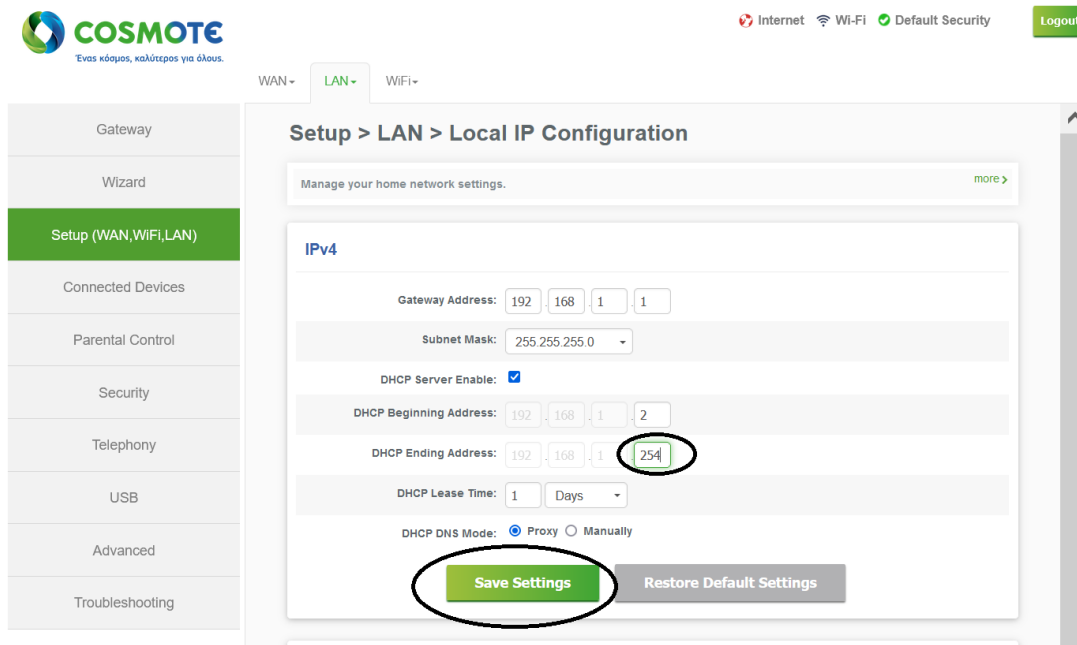 COSMOTE
Ένας κόσμος, καλύτερος για όλους.
Internet Wi-Fi Default Security
Logout
WAN LAN WiFi
Gateway
Wizard
Setup (WAN,WiFi,LAN)
Connected Devices
Parental Control
Security
Telephony
USB
Advanced
Troubleshooting
Setup > LAN > Local IP Configuration
Manage your home network settings. more >
IPv4
Gateway Address: 192 . 168 . 1 . 1
Subnet Mask: 255.255.255.0
DHCP Server Enable:
DHCP Beginning Address: 192 . 168 . 1 . 2
DHCP Ending Address: 192 . 168 . 1 . 254
DHCP Lease Time: 1 Days
DHCP DNS Mode: Proxy Manually
Save Settings Restore Default Settings